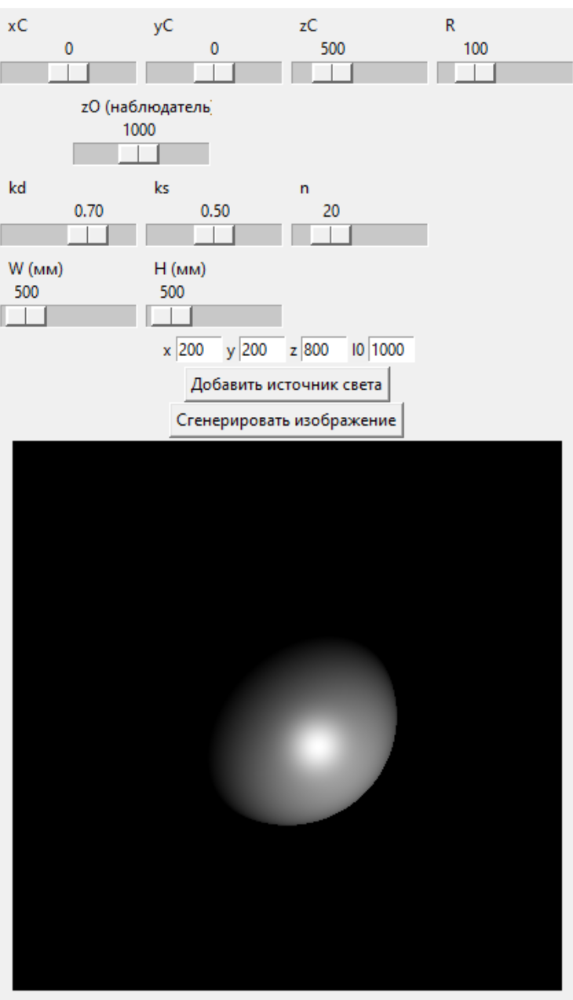 xC yC zC R
0 0 500 100
zO (наблюдатель
1000
kd ks n
0.70 0.50 20
W (мм) H (мм)
500 500
x 200 y 200 z 800 I0 1000
Добавить источник света
Сгенерировать изображение